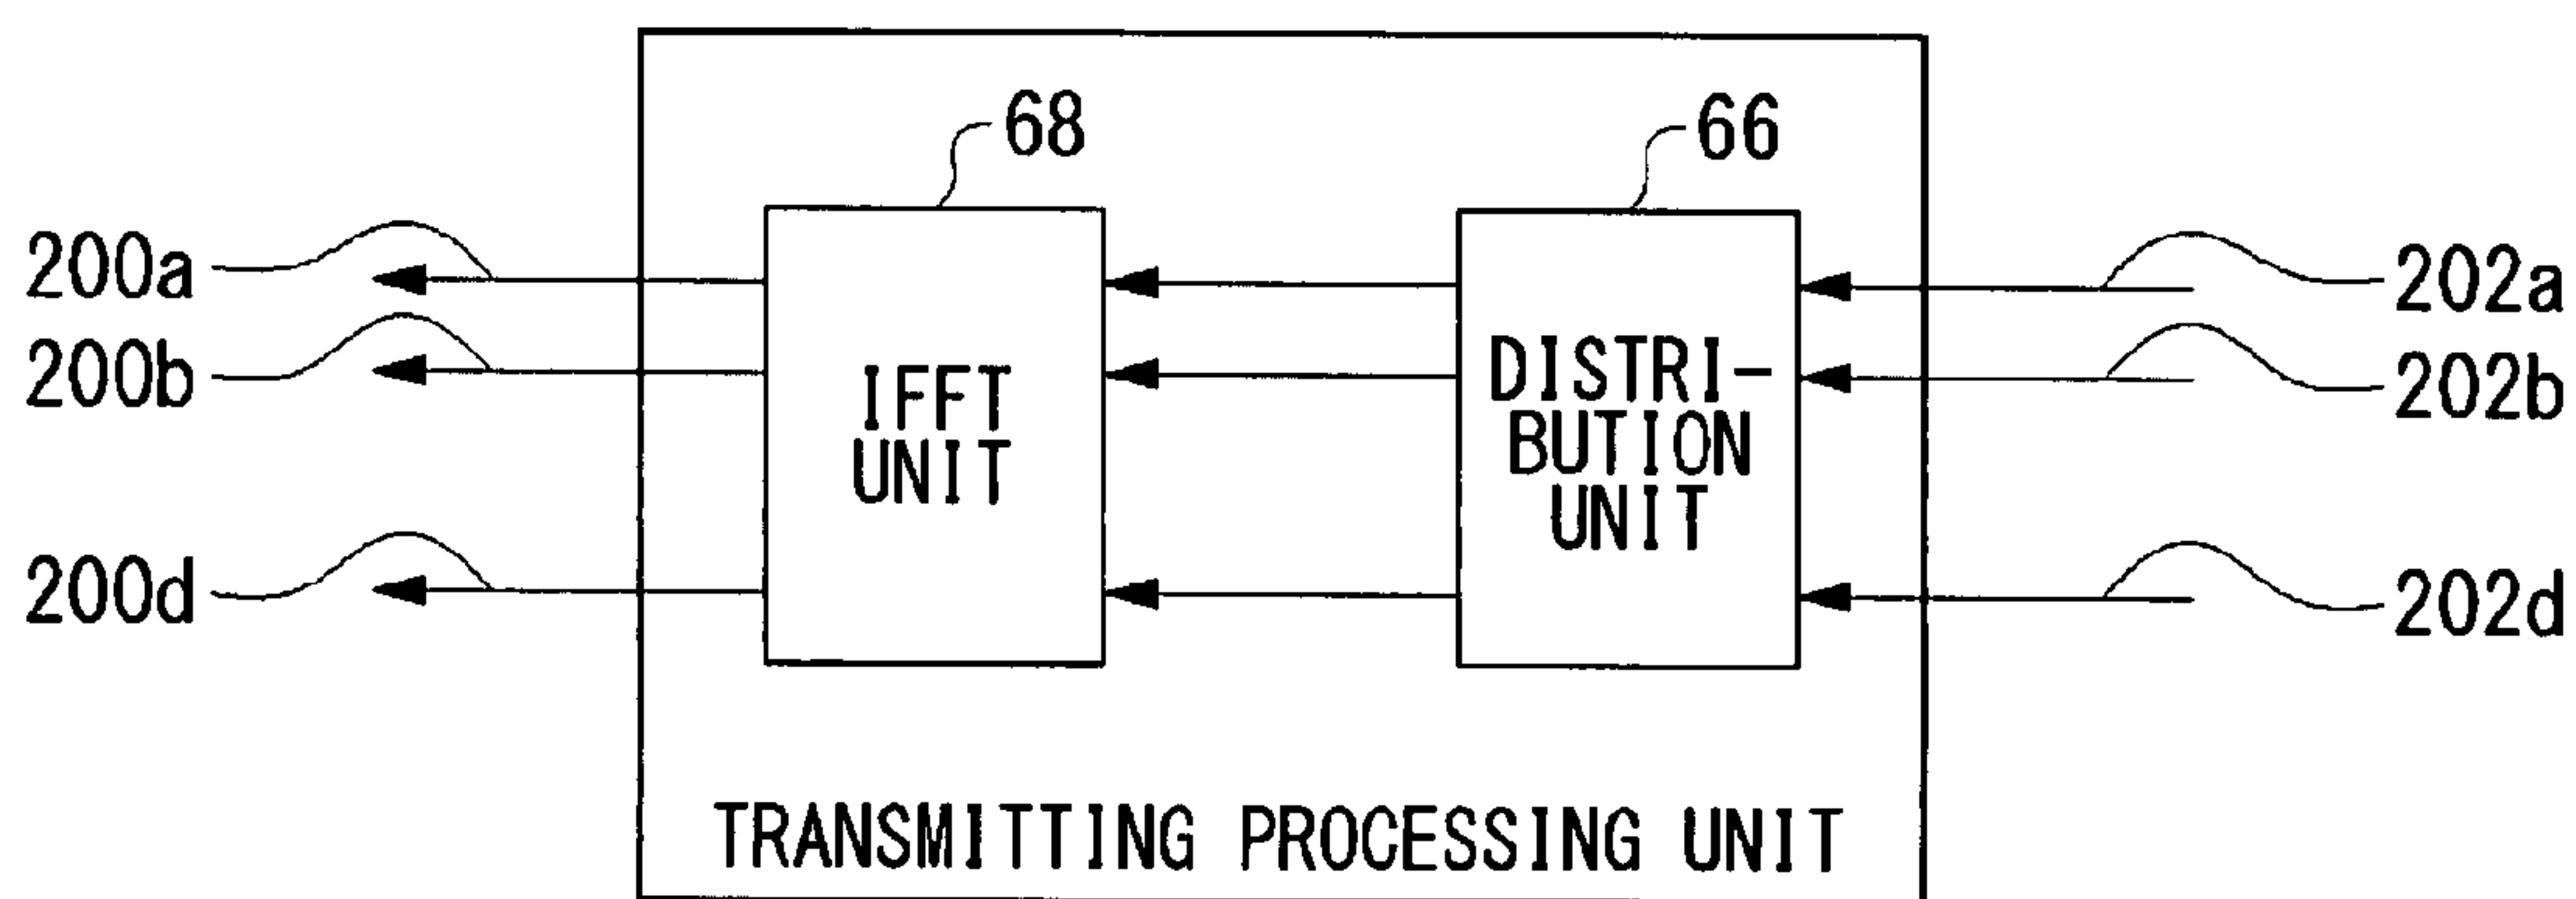 68
66
200a
202a
200b
202b
IFFT
UNIT
DISTRI-
BUTION
UNIT
200d
202d
TRANSMITTING PROCESSING UNIT